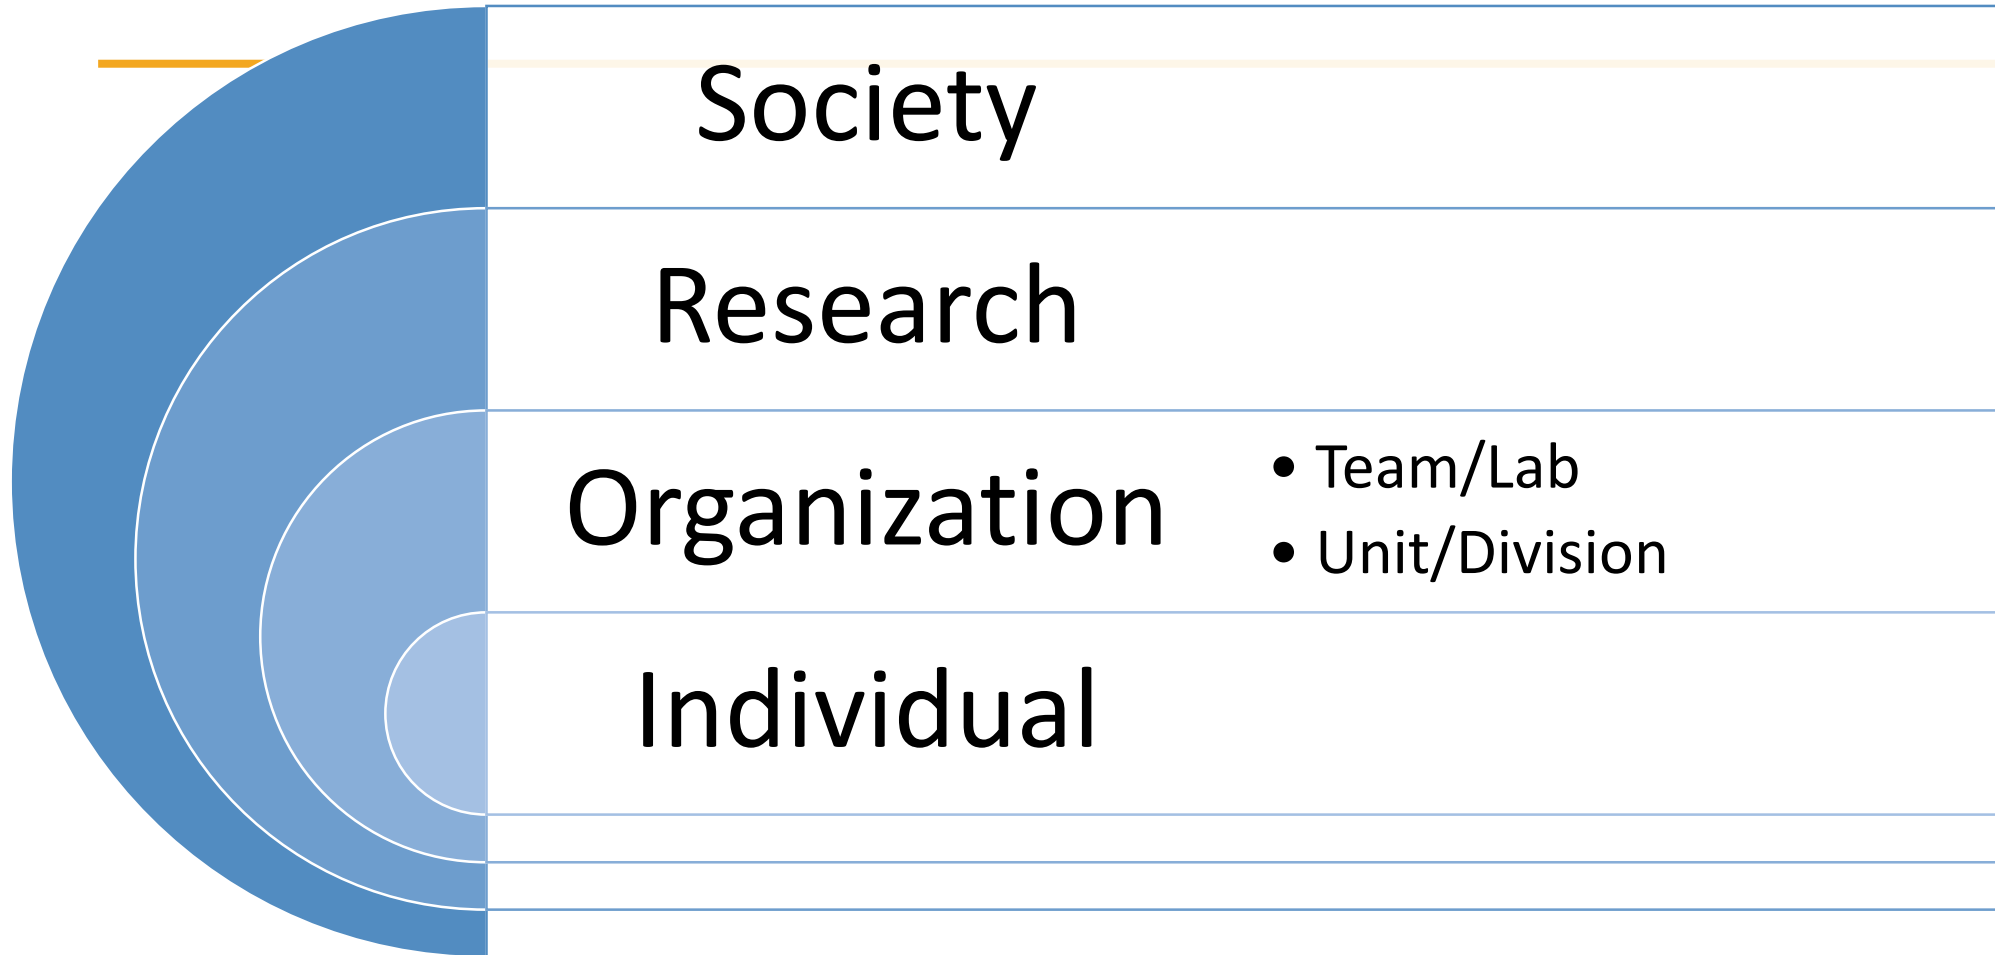 Society
Research
Organization
• Team/Lab
• Unit/Division
Individual